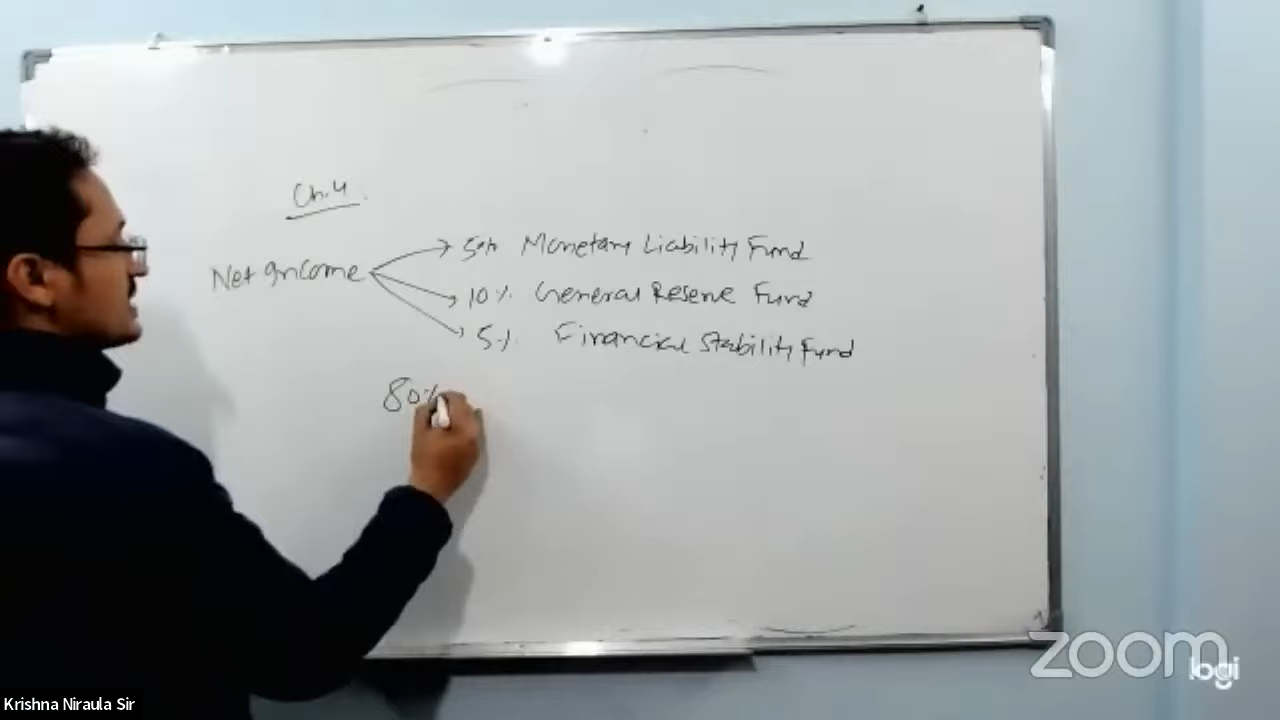 Ch.4
Net Income
5% Monetary Liability Fund
10% General Reserve Fund
5% Financial Stability Fund
80%
zoom
logi
Krishna Niraula Sir